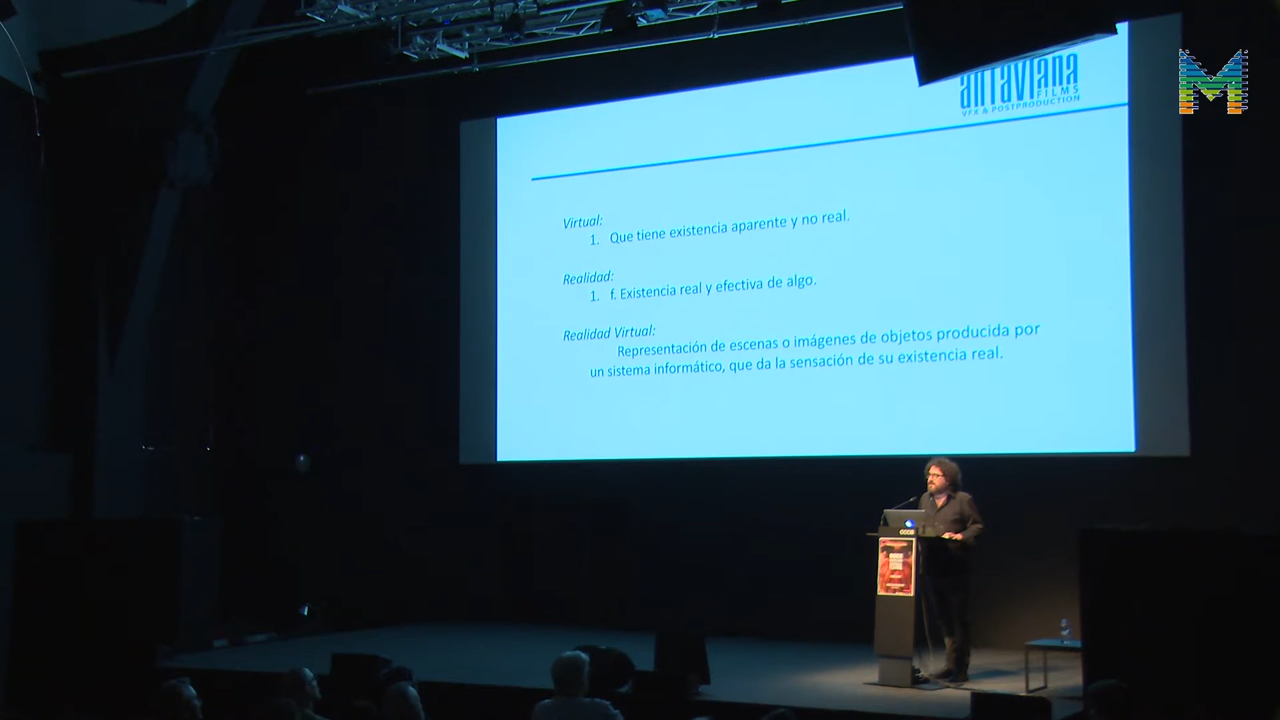 antaviana
FILMS
VFX & POSTPRODUCTION
M
Virtual:
1. Que tiene existencia aparente y no real.
Realidad:
1. f. Existencia real y efectiva de algo.
Realidad Virtual:
Representación de escenas o imágenes de objetos producida por
un sistema informático, que da la sensación de su existencia real.
CCCB